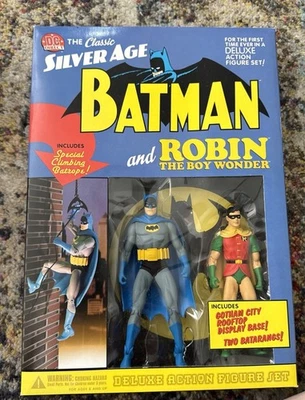 DC
DIRECT
THE Classic
SILVER AGE
FOR THE FIRST
TIME EVER IN A
DELUXE
ACTION
FIGURE SET!
BATMAN
and ROBIN
THE BOY WONDER
INCLUDES
Special
Climbing
Batrope!
INCLUDES
GOTHAM CITY
ROOFTOP
DISPLAY BASE!
TWO BATARANGS!
WARNING:
DELUXE ACTION FIGURE SET